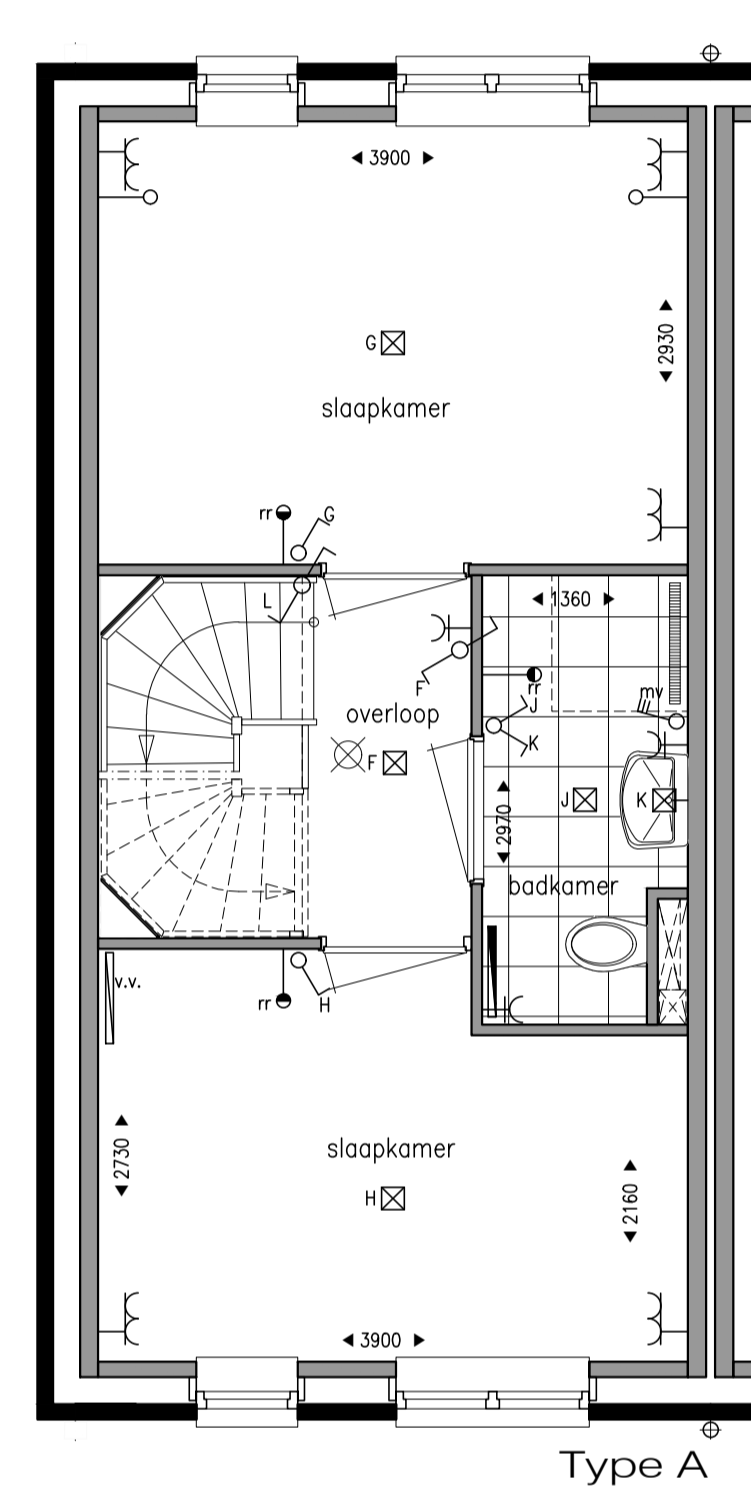 3900
2930
G
slaapkamer
rr
G
L
1360
F
rr
mv
J
K
overloop
F
J
K
2970
badkamer
v.v.
rr
H
2730
slaapkamer
H
2160
3900
Type A